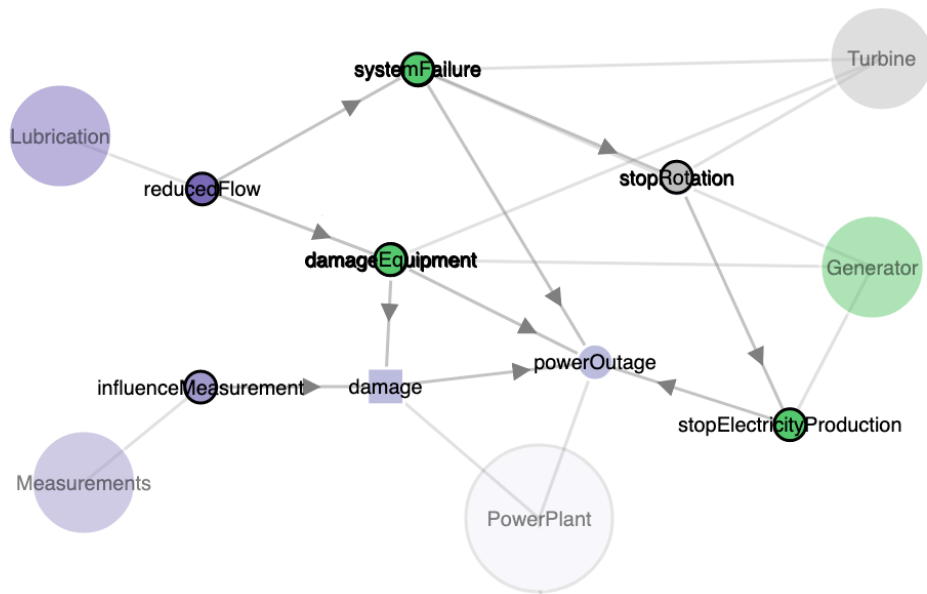 systemFailure
Turbine
Lubrication
reducedFlow
stopRotation
damageEquipment
Generator
powerOutage
influenceMeasurement
damage
stopElectricityProduction
Measurements
PowerPlant